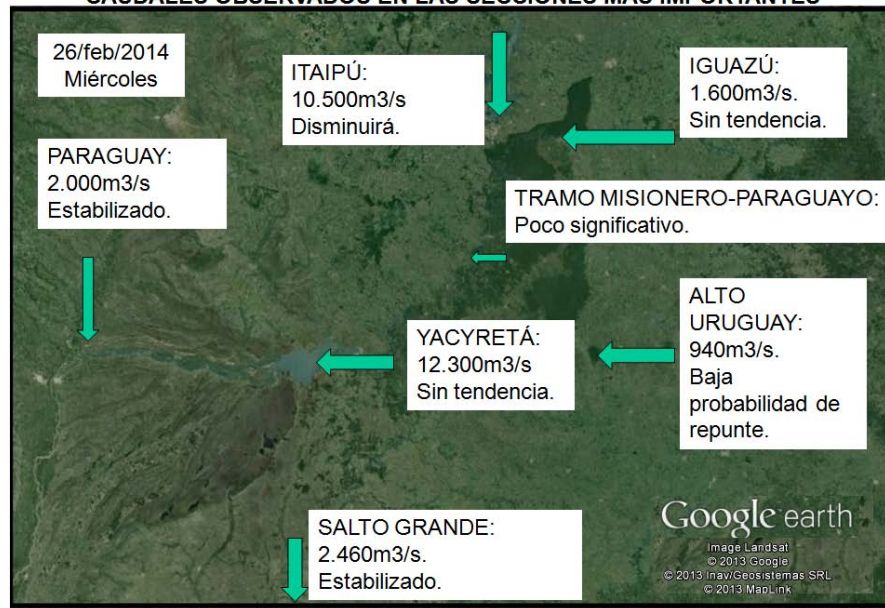 CAUDALES OBSERVADOS EN LAS SECCIONES MÁS IMPORTANTES
26/feb/2014
Miércoles
ITAIPÚ:
10.500m3/s
Disminuirá.
IGUAZÚ:
1.600m3/s.
Sin tendencia.
PARAGUAY:
2.000m3/s
Estabilizado.
TRAMO MISIONERO-PARAGUAYO:
Poco significativo.
YACYRETÁ:
12.300m3/s
Sin tendencia.
ALTO
URUGUAY:
940m3/s.
Baja
probabilidad de
repunte.
SALTO GRANDE:
2.460m3/s.
Estabilizado.
Google earth
Image Landsat
© 2013 Google
© 2013 Inav/Geosistemas SRL
© 2013 MapLink